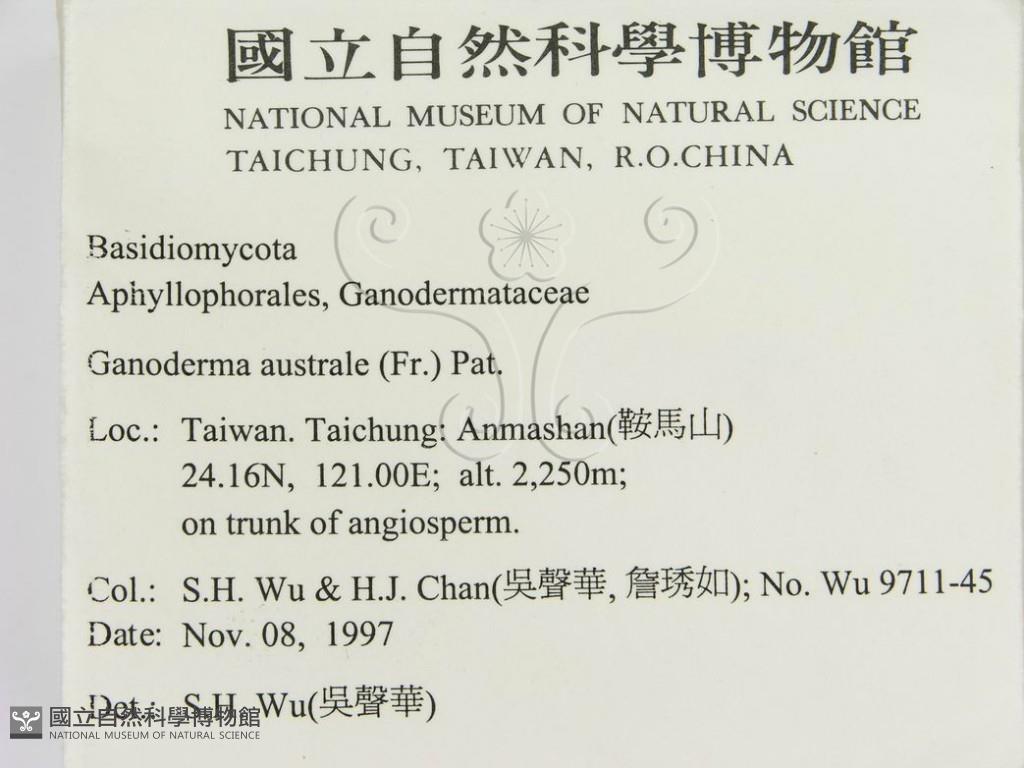 國立自然科學博物館
NATIONAL MUSEUM OF NATURAL SCIENCE
TAICHUNG, TAIWAN, R.O.CHINA
Basidiomycota
Aphyllophorales, Ganodermataceae
Ganoderma australe (Fr.) Pat.
Loc.: Taiwan. Taichung: Anmashan(鞍馬山)
24.16N, 121.00E; alt. 2,250m;
on trunk of angiosperm.
Col.: S.H. Wu & H.J. Chan(吳聲華, 詹琇如); No. Wu 9711-45
Date: Nov. 08, 1997
Det.: S.H. Wu(吳聲華)
國立自然科學博物館
NATIONAL MUSEUM OF NATURAL SCIENCE